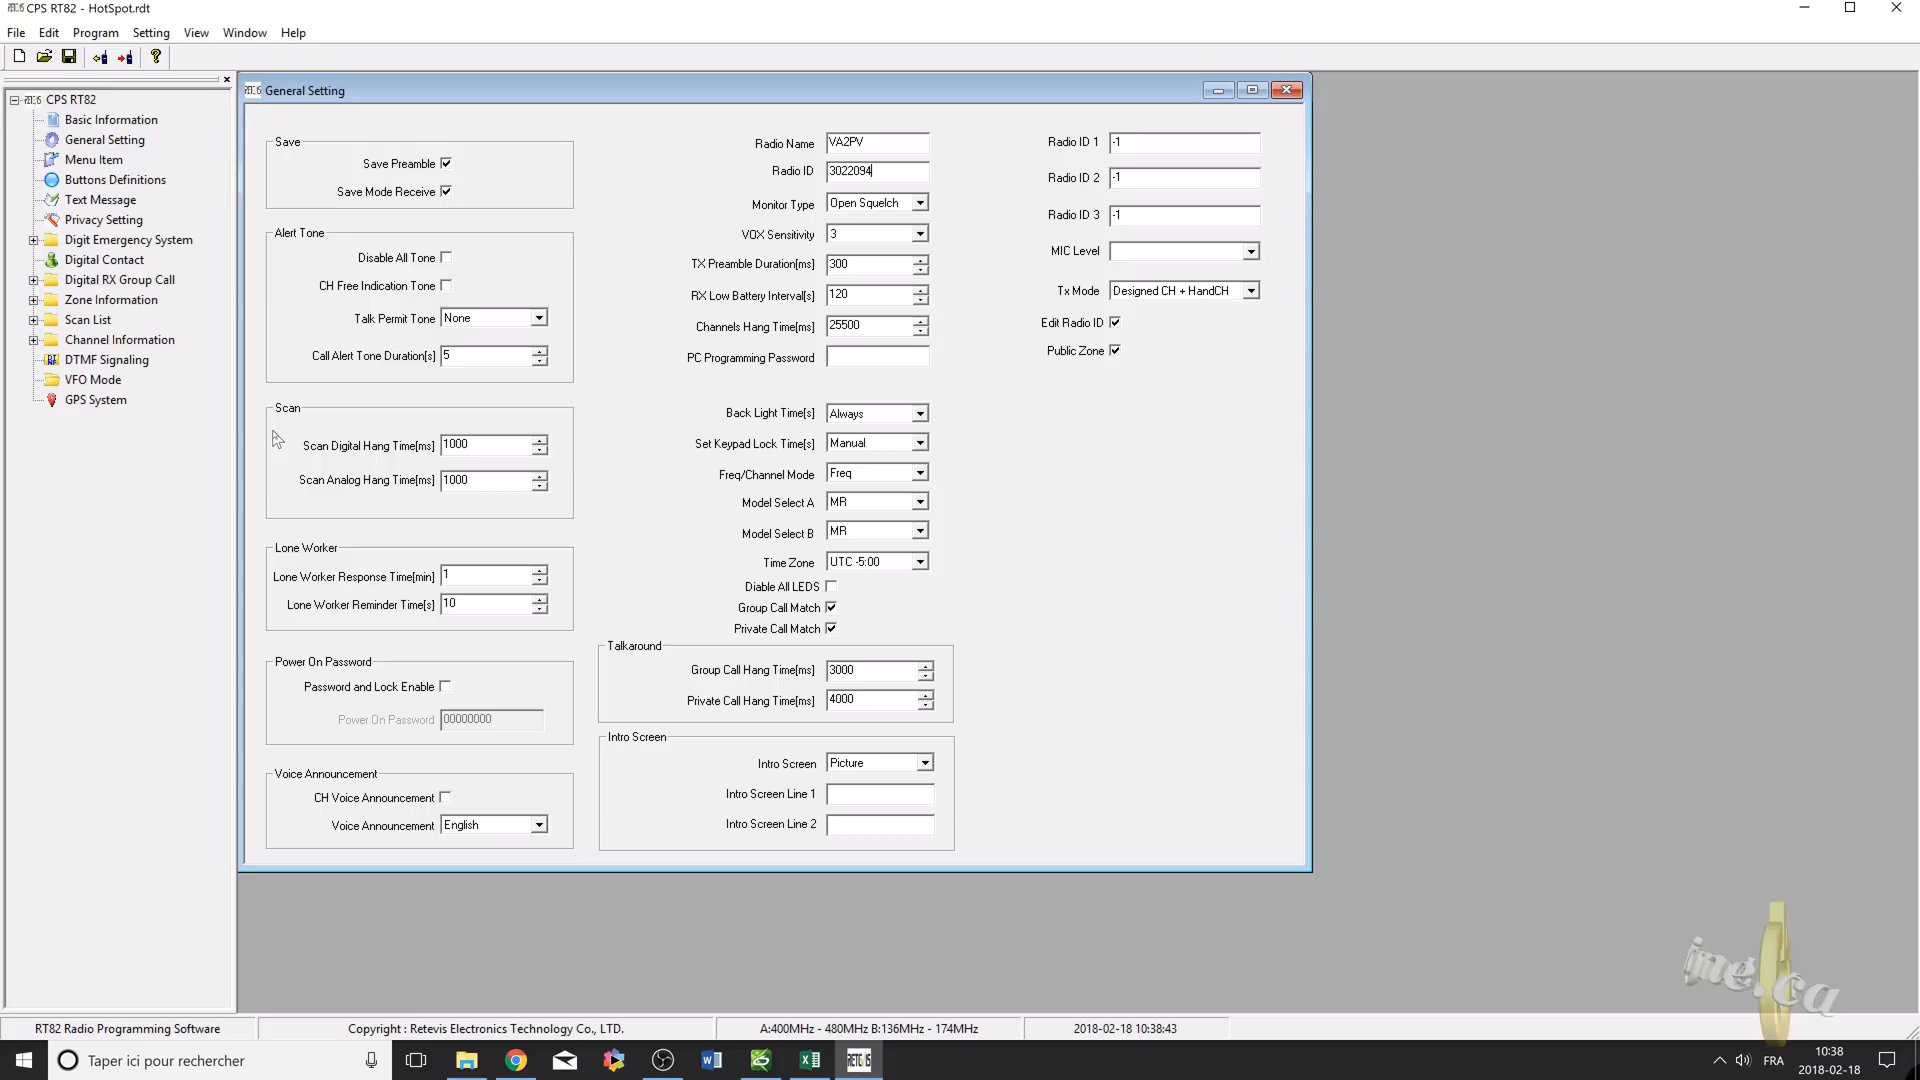 CPS RT82 - HotSpot.rdt
File Edit Program Setting View Window Help
CPS RT82
Basic Information
General Setting
Menu Item
Buttons Definitions
Text Message
Privacy Setting
Digit Emergency System
Digital Contact
Digital RX Group Call
Zone Information
Scan List
Channel Information
DTMF Signaling
VFO Mode
GPS System
General Setting
Save
Save Preamble
Save Mode Receive
Alert Tone
Disable All Tone
CH Free Indication Tone
Talk Permit Tone None
Call Alert Tone Duration[s] 5
Scan
Scan Digital Hang Time[ms] 1000
Scan Analog Hang Time[ms] 1000
Lone Worker
Lone Worker Response Time[min] 1
Lone Worker Reminder Time[s] 10
Power On Password
Password and Lock Enable
Power On Password 00000000
Voice Announcement
CH Voice Announcement
Voice Announcement English
Radio Name VA2PV
Radio ID 3022094
Monitor Type Open Squelch
VOX Sensitivity 3
TX Preamble Duration[ms] 300
RX Low Battery Interval[s] 120
Channels Hang Time[ms] 25500
PC Programming Password
Back Light Time[s] Always
Set Keypad Lock Time[s] Manual
Freq/Channel Mode Freq
Model Select A MR
Model Select B MR
Time Zone UTC -5:00
Diable All LEDS
Group Call Match
Private Call Match
Talkaround
Group Call Hang Time[ms] 3000
Private Call Hang Time[ms] 4000
Intro Screen
Intro Screen Picture
Intro Screen Line 1
Intro Screen Line 2
Radio ID 1 -1
Radio ID 2 -1
Radio ID 3 -1
MIC Level
Tx Mode Designed CH + HandCH
Edit Radio ID
Public Zone
RT82 Radio Programming Software Copyright : Retevis Electronics Technology Co., LTD. A:400MHz - 480MHz B:136MHz - 174MHz 2018-02-18 10:38:43
Taper ici pour rechercher
FRA
10:38
2018-02-18